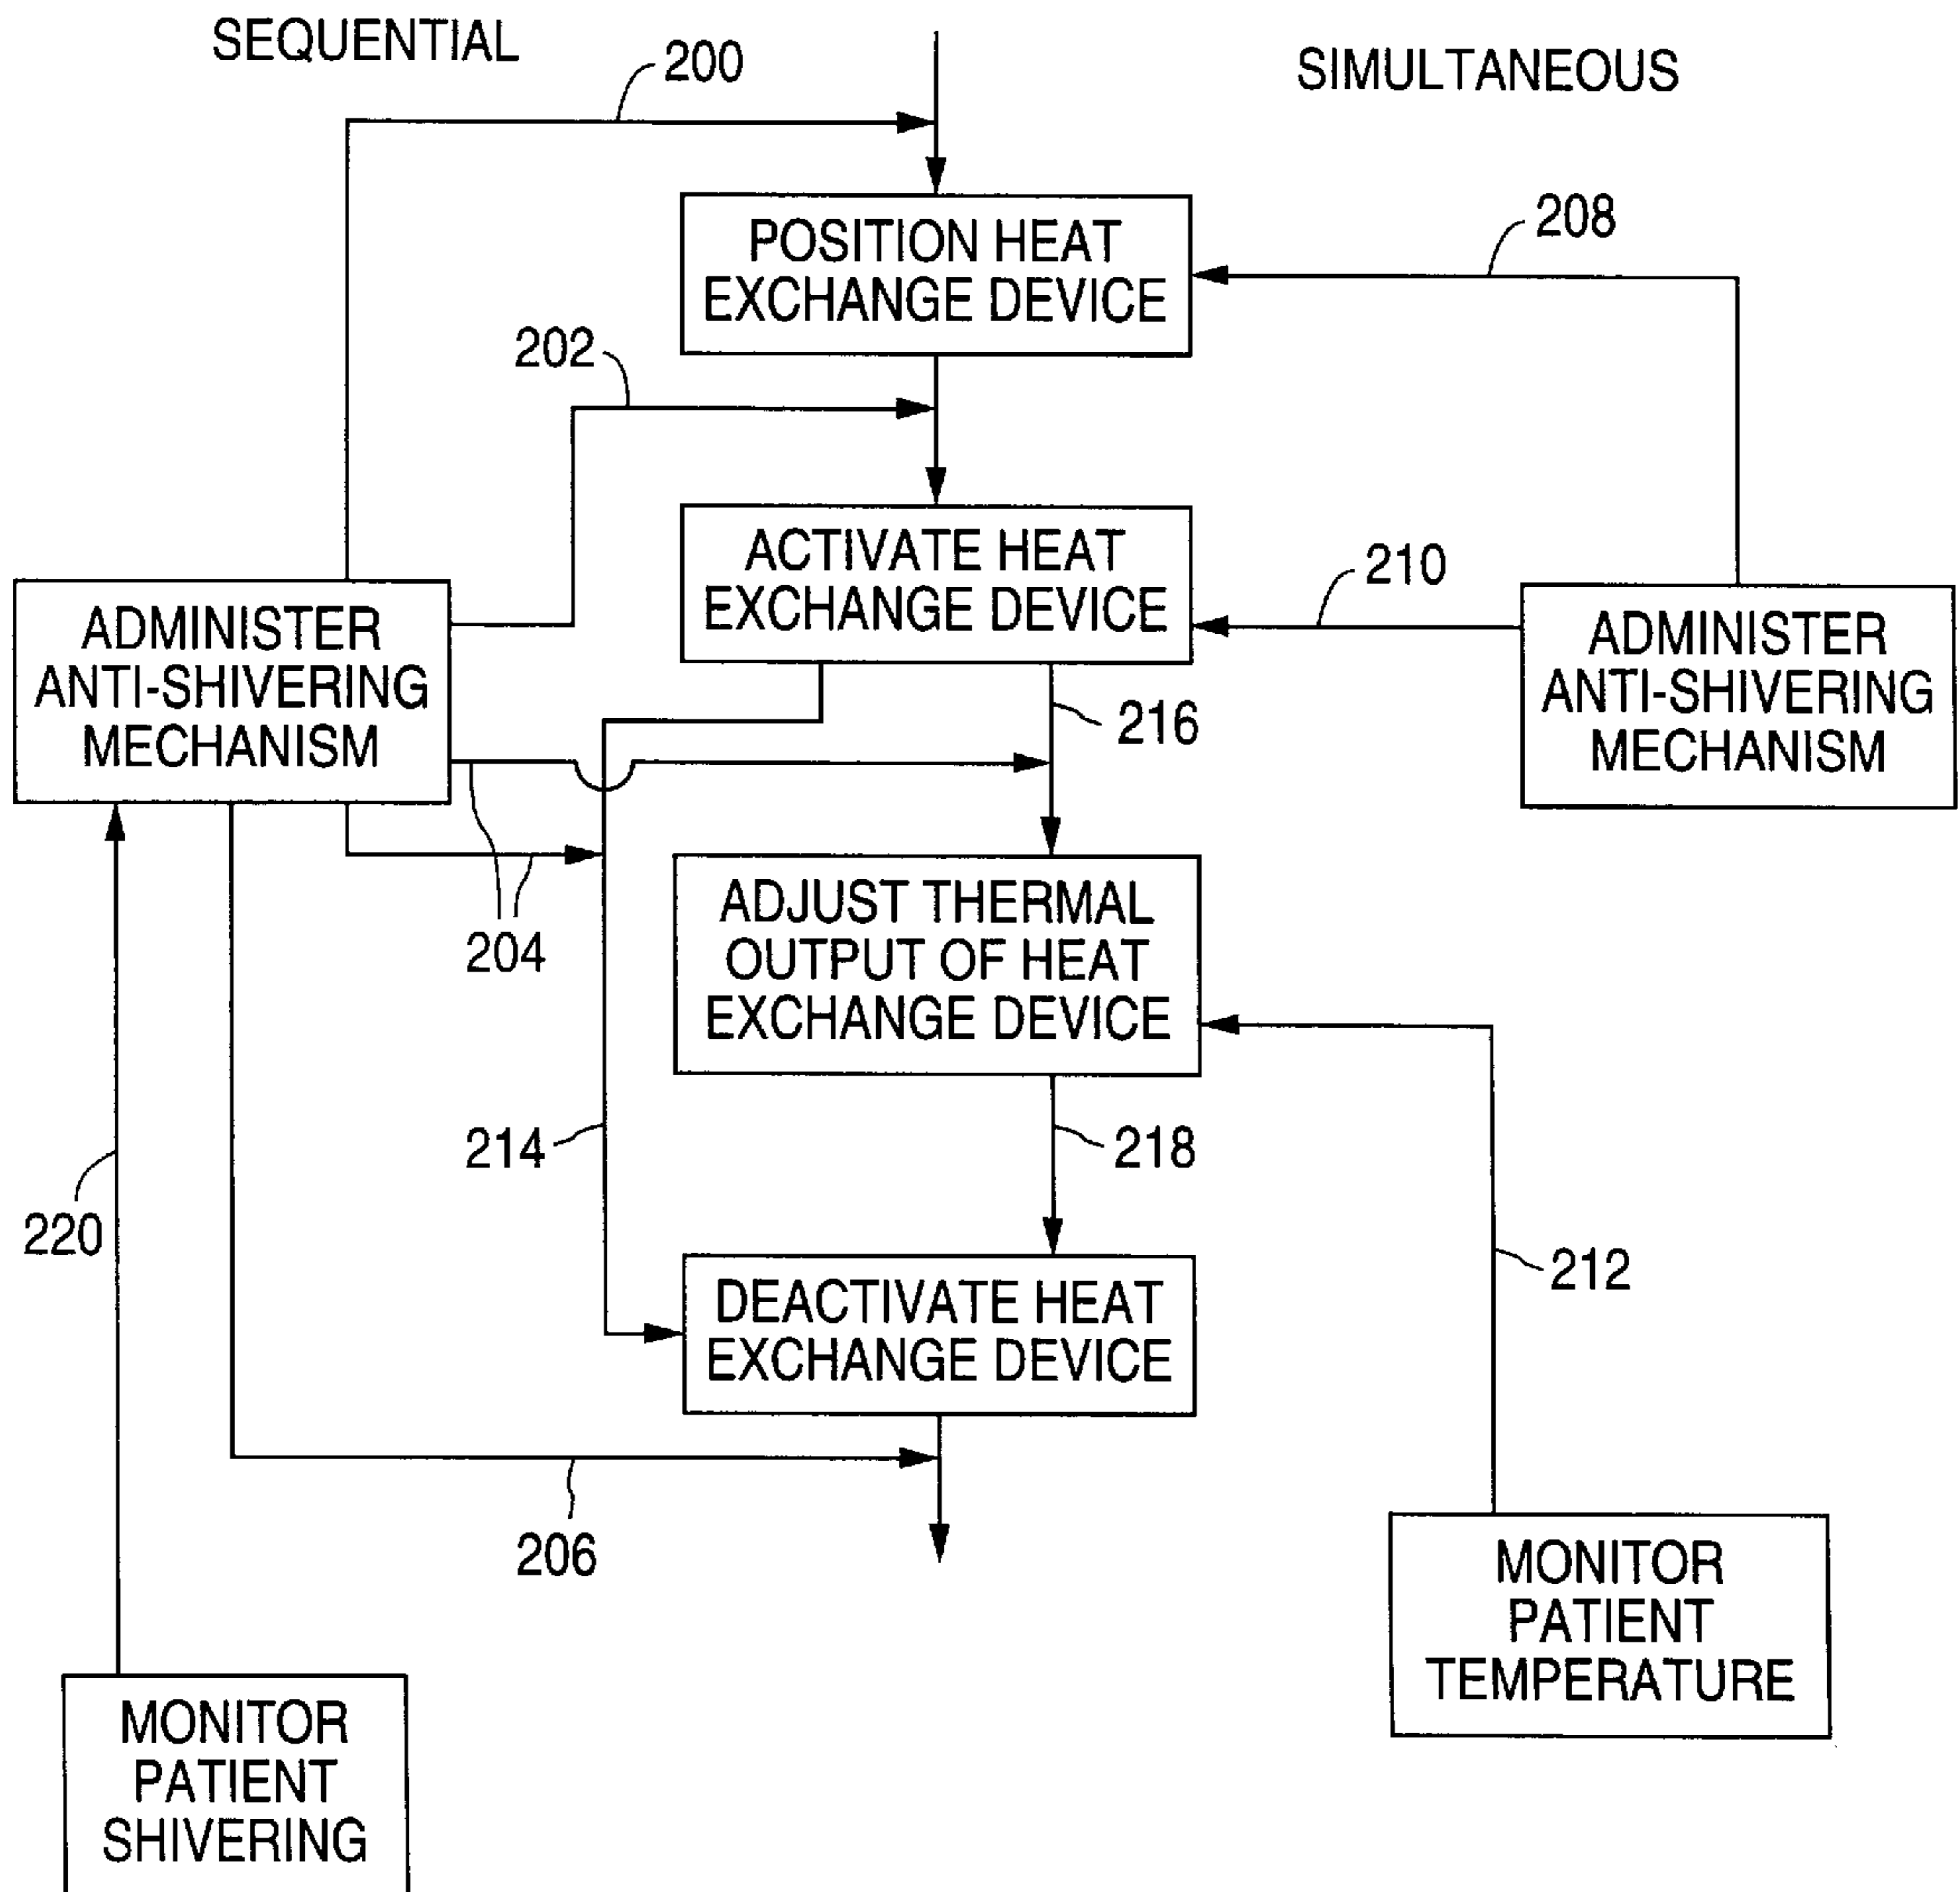 SEQUENTIAL
200
SIMULTANEOUS
POSITION HEAT
EXCHANGE DEVICE
208
202
ACTIVATE HEAT
EXCHANGE DEVICE
210
ADMINISTER
ANTI-SHIVERING
MECHANISM
ADMINISTER
ANTI-SHIVERING
MECHANISM
216
204
ADJUST THERMAL
OUTPUT OF HEAT
EXCHANGE DEVICE
214
218
220
212
DEACTIVATE HEAT
EXCHANGE DEVICE
206
MONITOR
PATIENT
TEMPERATURE
MONITOR
PATIENT
SHIVERING